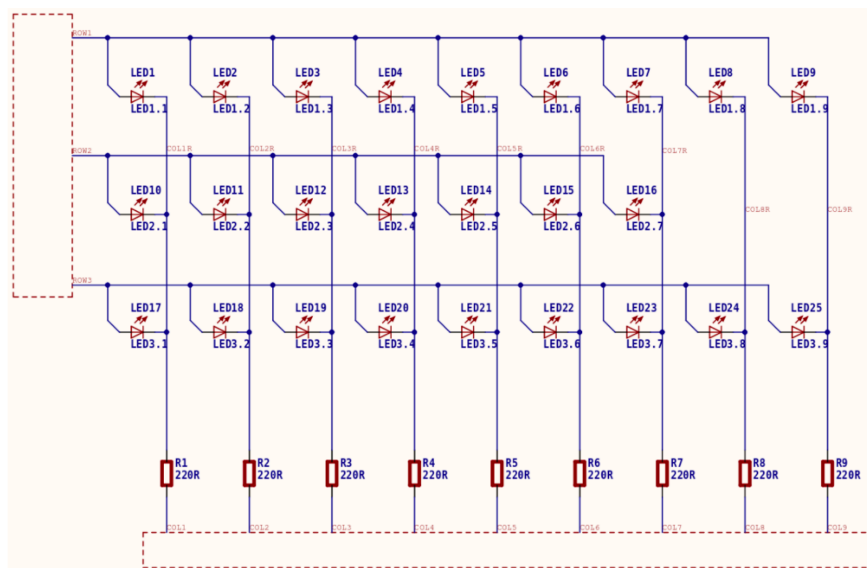 ROW1
LED1 LED2 LED3 LED4 LED5 LED6 LED7 LED8 LED9
LED1.1 LED1.2 LED1.3 LED1.4 LED1.5 LED1.6 LED1.7 LED1.8 LED1.9
ROW2 COL1R COL2R COL3R COL4R COL5R COL6R COL7R
LED10 LED11 LED12 LED13 LED14 LED15 LED16
COL8R COL9R
LED2.1 LED2.2 LED2.3 LED2.4 LED2.5 LED2.6 LED2.7
ROW3
LED17 LED18 LED19 LED20 LED21 LED22 LED23 LED24 LED25
LED3.1 LED3.2 LED3.3 LED3.4 LED3.5 LED3.6 LED3.7 LED3.8 LED3.9
R1 R2 R3 R4 R5 R6 R7 R8 R9
220R 220R 220R 220R 220R 220R 220R 220R 220R
COL1 COL2 COL3 COL4 COL5 COL6 COL7 COL8 COL9